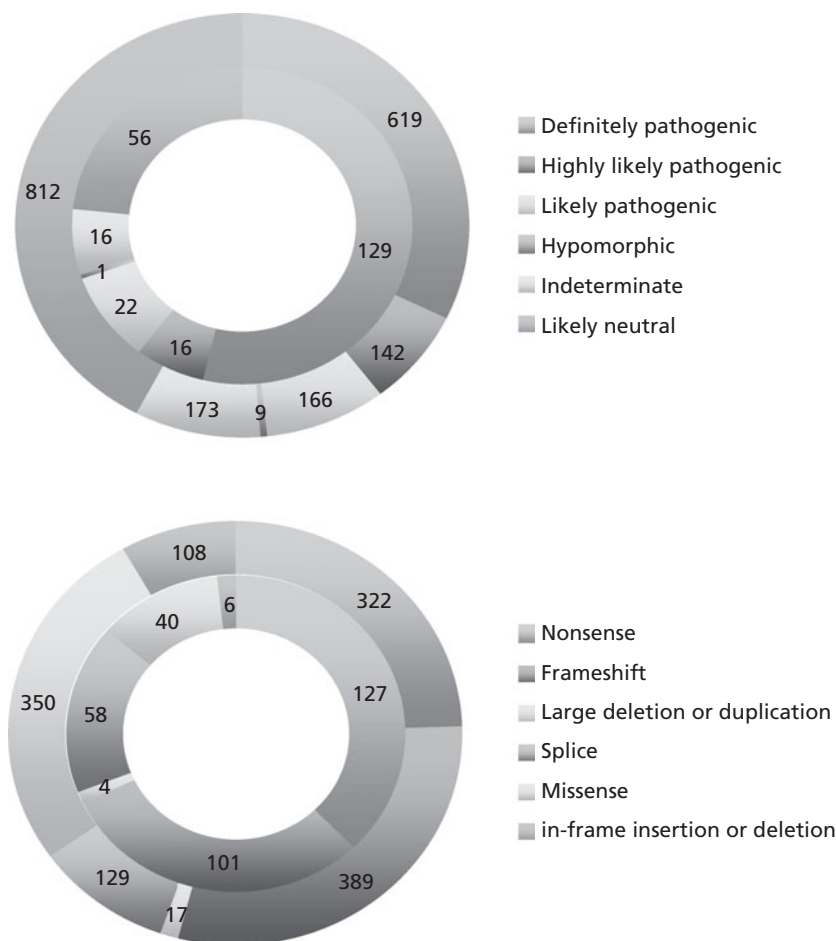 619
129
142
166
9
173
812
56
16
1
22
16
Definitely pathogenic
Highly likely pathogenic
Likely pathogenic
Hypomorphic
Indeterminate
Likely neutral
322
127
389
101
17
129
350
108
6
40
58
4
Nonsense
Frameshift
Large deletion or duplication
Splice
Missense
in-frame insertion or deletion